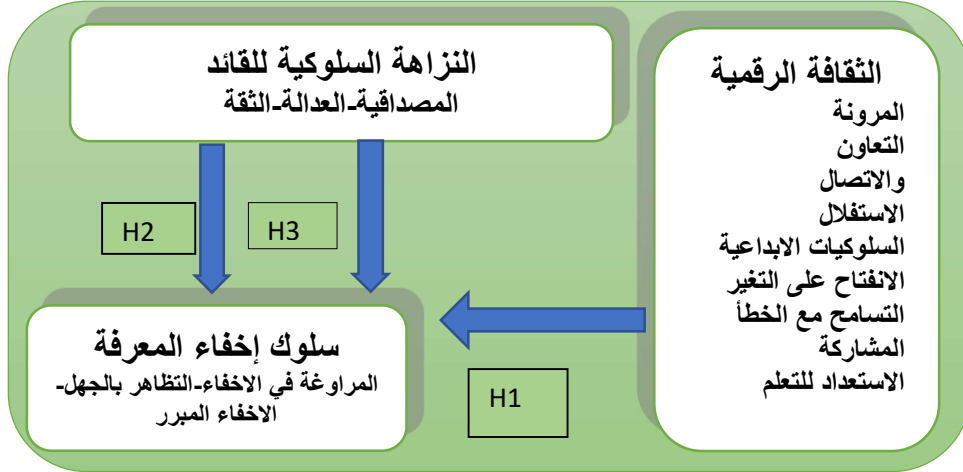 النزاهة السلوكية للقائد
المصداقية-العدالة-الثقة
الثقافة الرقمية
المرونة
التعاون
والاتصال
الاستفلال
السلوكيات الابداعية
الانفتاح على التغير
التسامح مع الخطأ
المشاركة
الاستعداد للتعلم
H2
H3
سلوك إخفاء المعرفة
المراوغة في الاخفاء-التظاهر بالجهل-
الاخفاء المبرر
H1